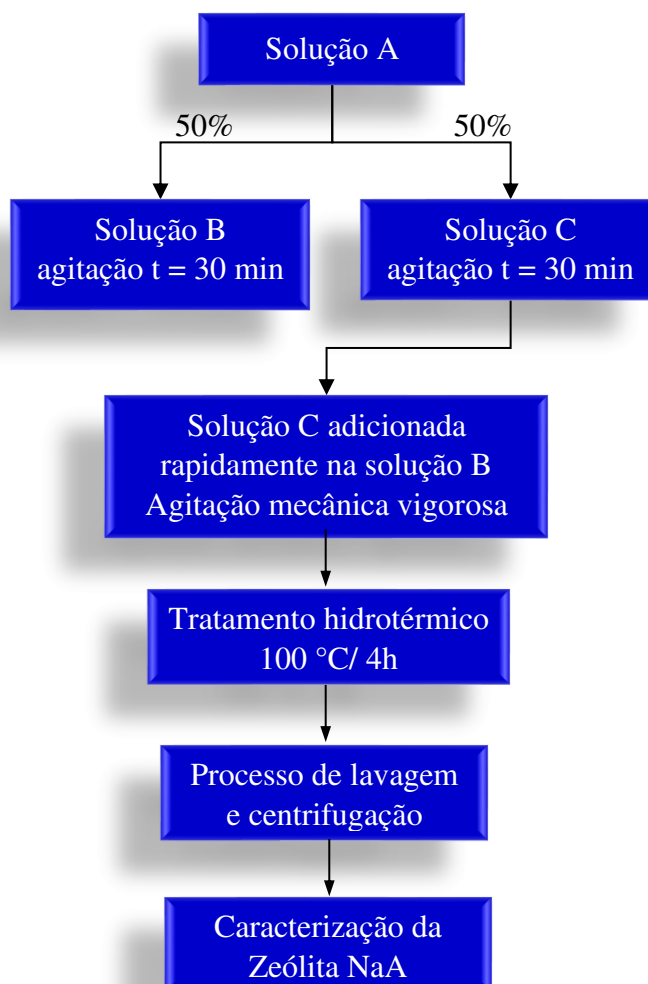 Solução A
50%
50%
Solução B
agitação t = 30 min
Solução C
agitação t = 30 min
Solução C adicionada
rapidamente na solução B
Agitação mecânica vigorosa
Tratamento hidrotérmico
100 °C/ 4h
Processo de lavagem
e centrifugação
Caracterização da
Zeólita NaA